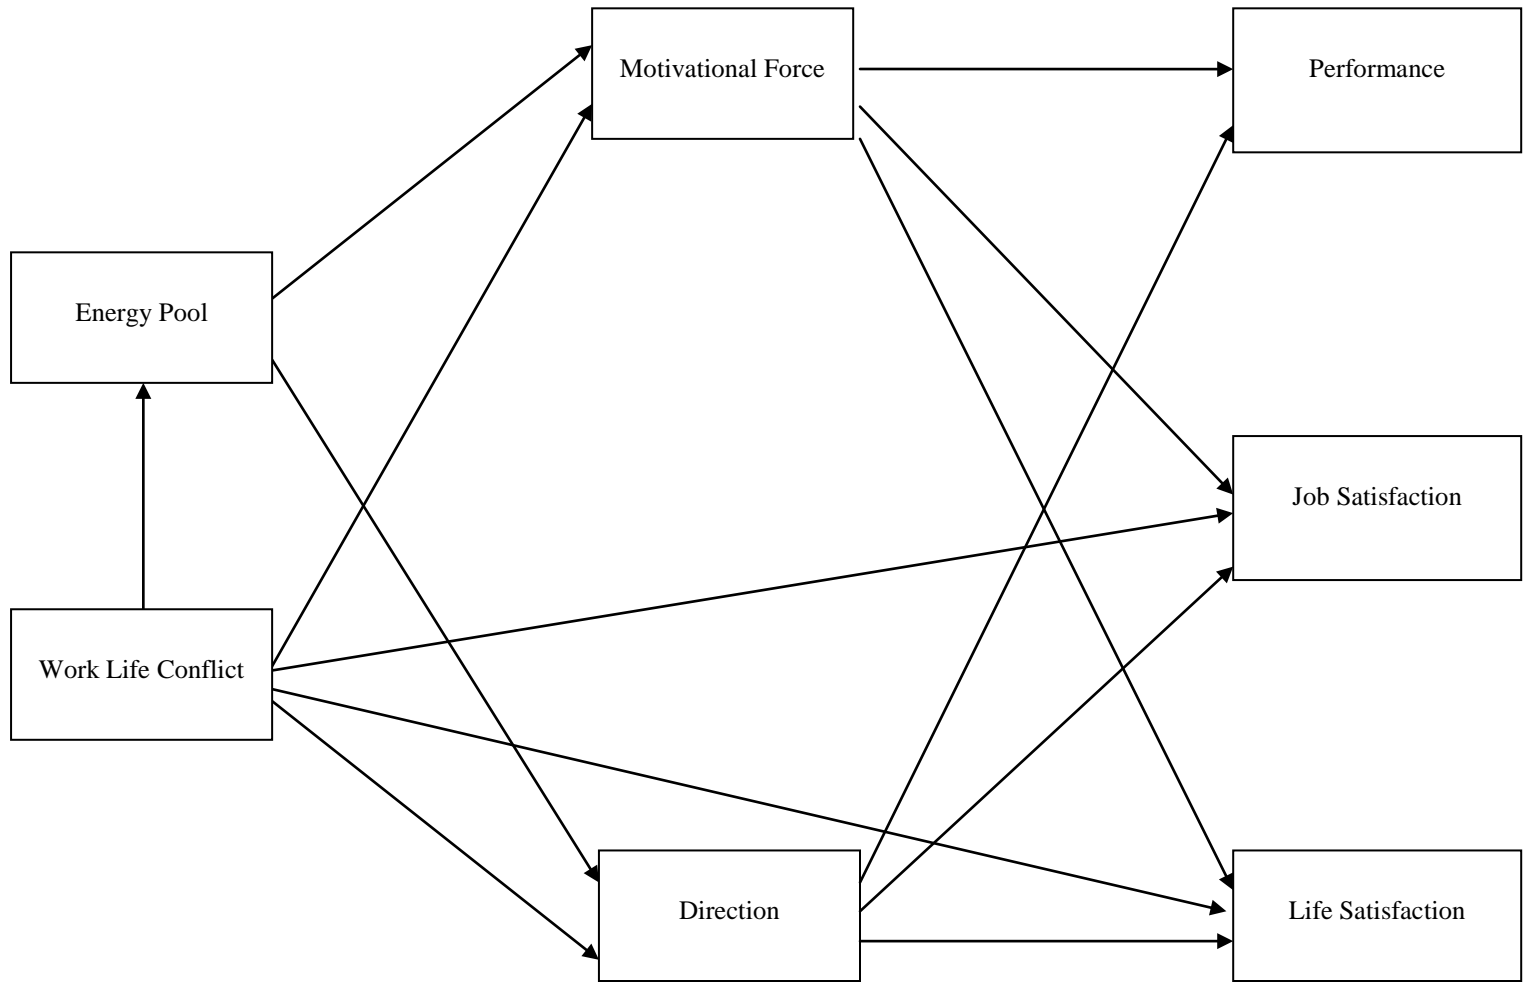 Motivational Force
Performance
Energy Pool
Job Satisfaction
Work Life Conflict
Direction
Life Satisfaction